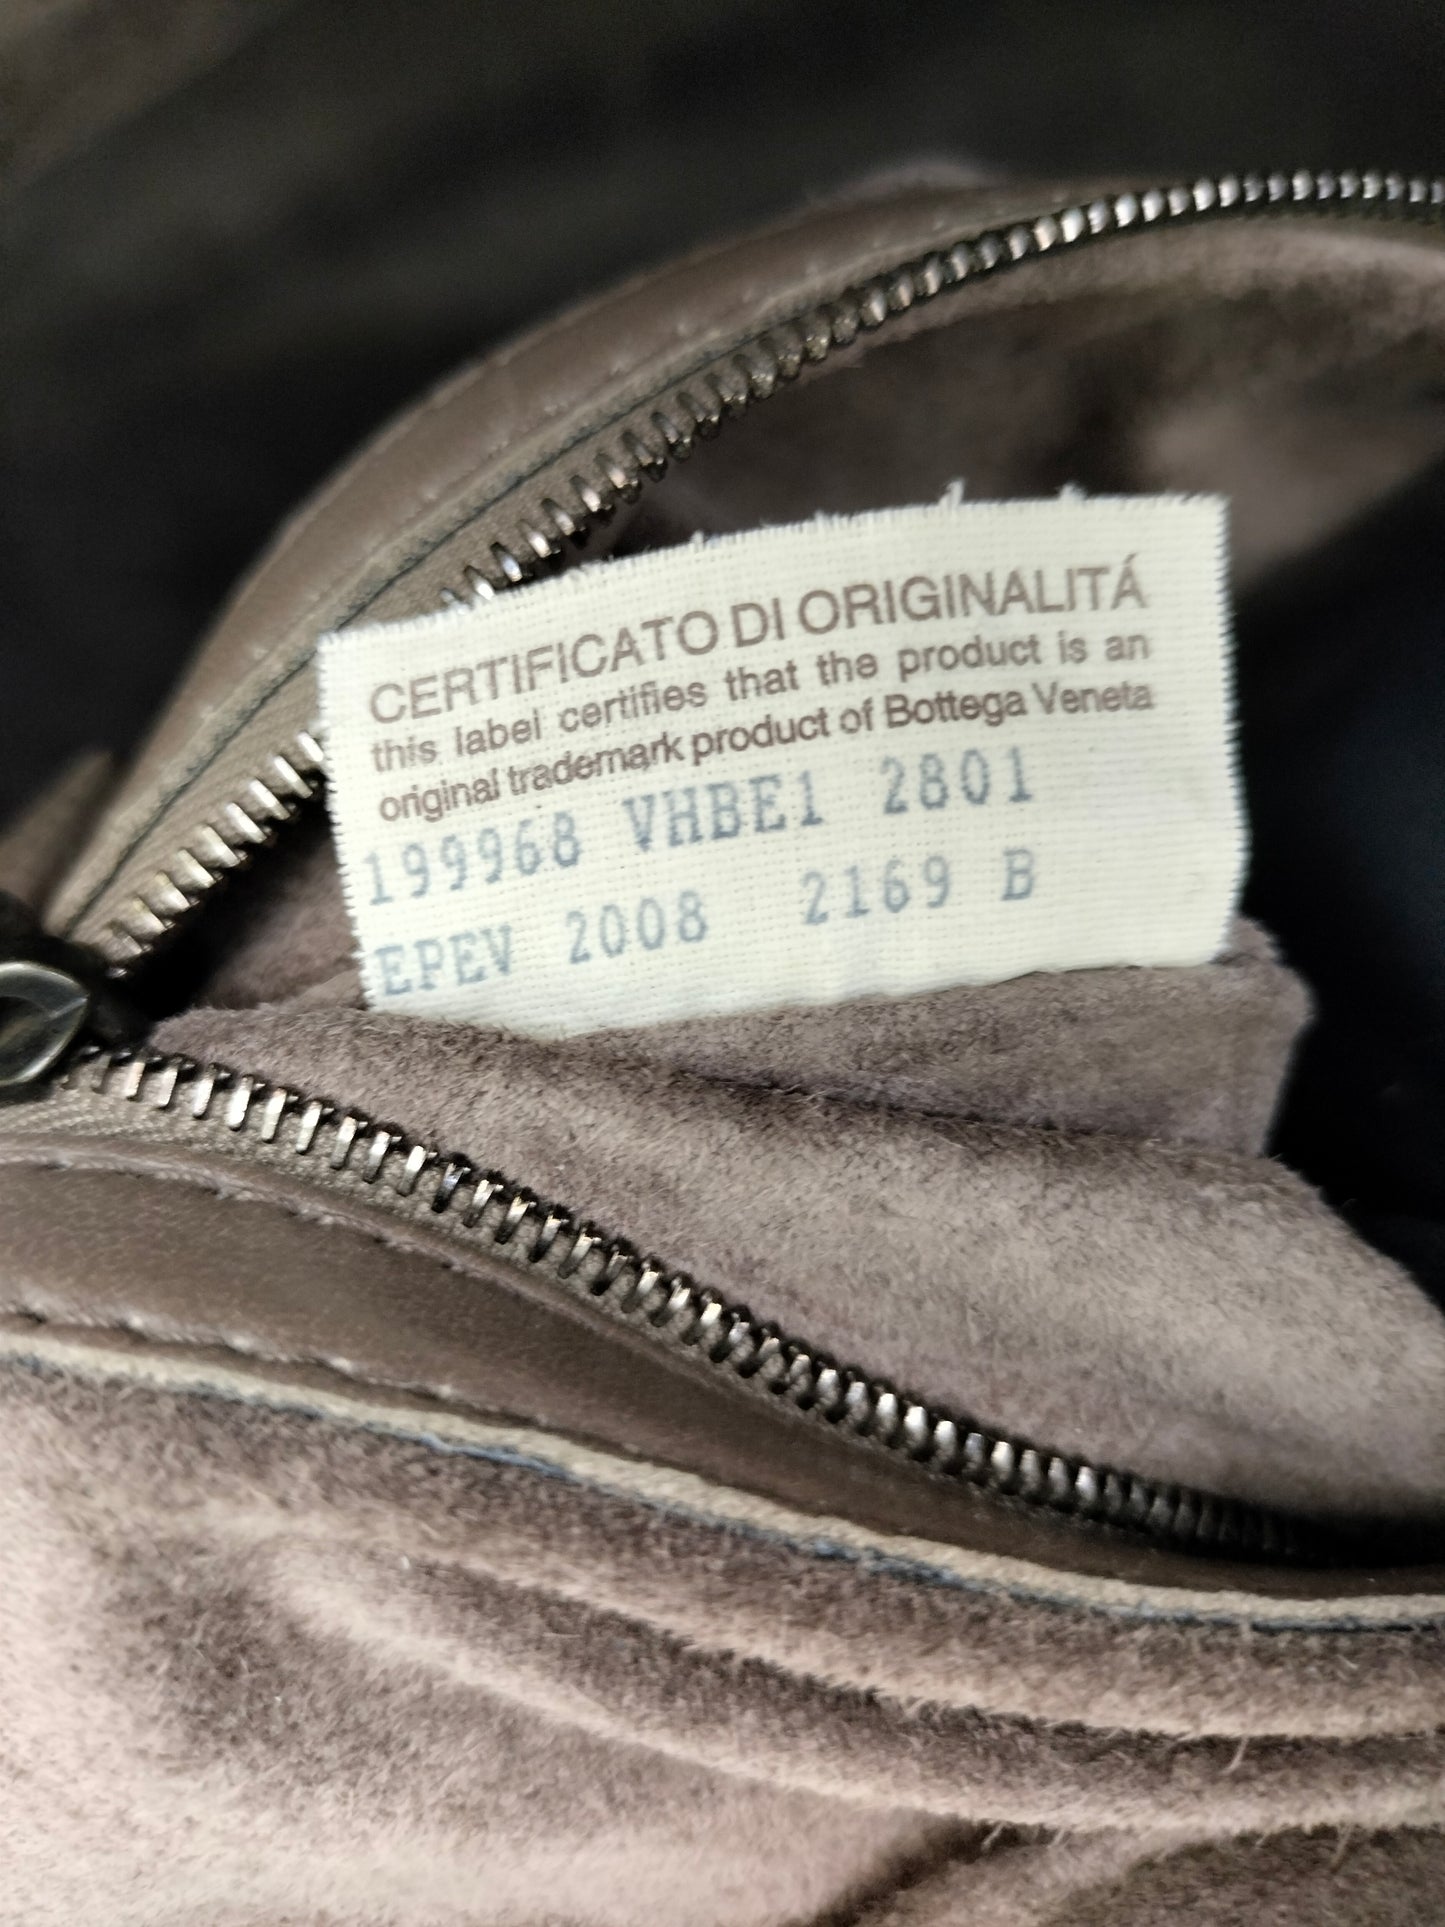 CERTIFICATO DI ORIGINALITÁ
this label certifies that the product is an
original trademark product of Bottega Veneta
199968 VHBE1 2801
EPEV 2008 2169 B